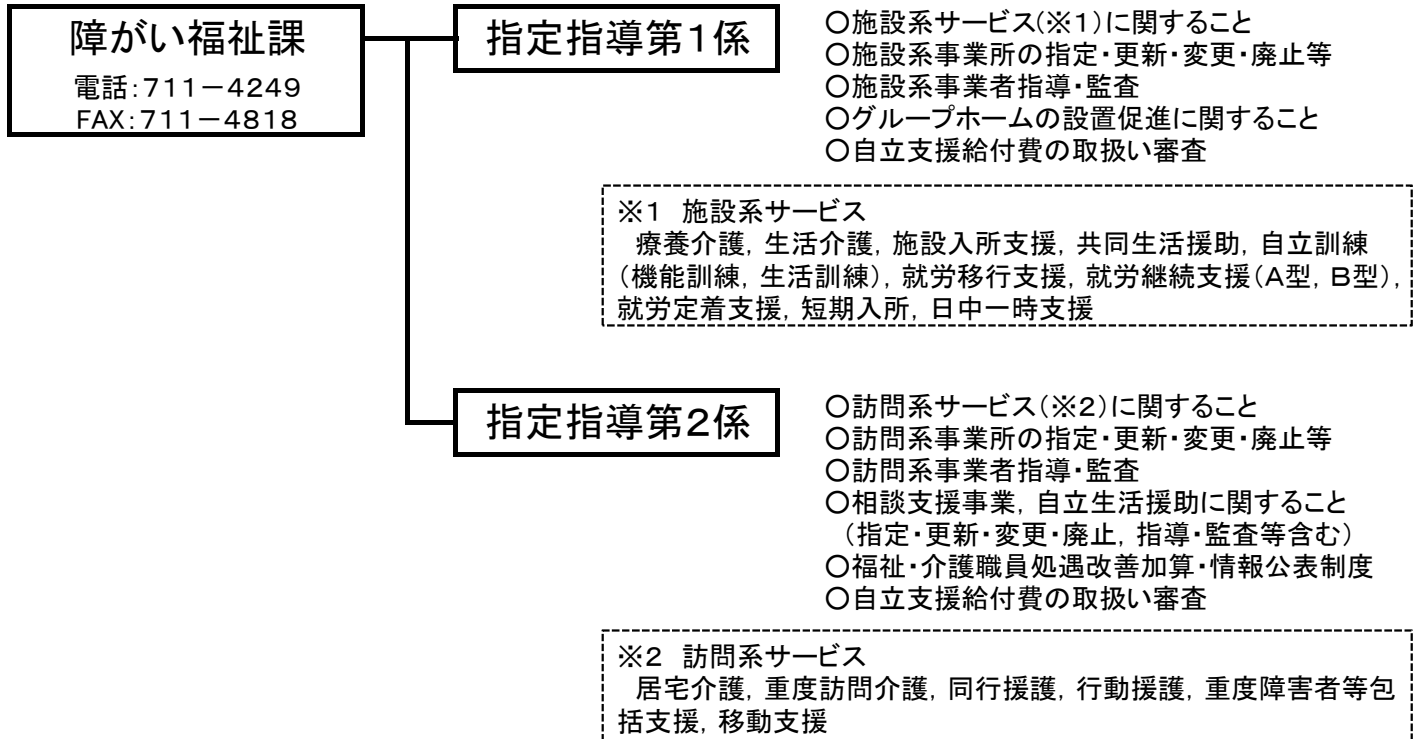 障がい福祉課
電話:711－4249
FAX:711－4818
指定指導第1係
○施設系サービス(※1)に関すること
○施設系事業所の指定・更新・変更・廃止等
○施設系事業者指導・監査
○グループホームの設置促進に関すること
○自立支援給付費の取扱い審査
※1 施設系サービス
療養介護, 生活介護, 施設入所支援, 共同生活援助, 自立訓練
(機能訓練, 生活訓練), 就労移行支援, 就労継続支援(A型, B型),
就労定着支援, 短期入所, 日中一時支援
指定指導第2係
○訪問系サービス(※2)に関すること
○訪問系事業所の指定・更新・変更・廃止等
○訪問系事業者指導・監査
○相談支援事業, 自立生活援助に関すること
(指定・更新・変更・廃止, 指導・監査等含む)
○福祉・介護職員処遇改善加算・情報公表制度
○自立支援給付費の取扱い審査
※2 訪問系サービス
居宅介護, 重度訪問介護, 同行援護, 行動援護, 重度障害者等包
括支援, 移動支援